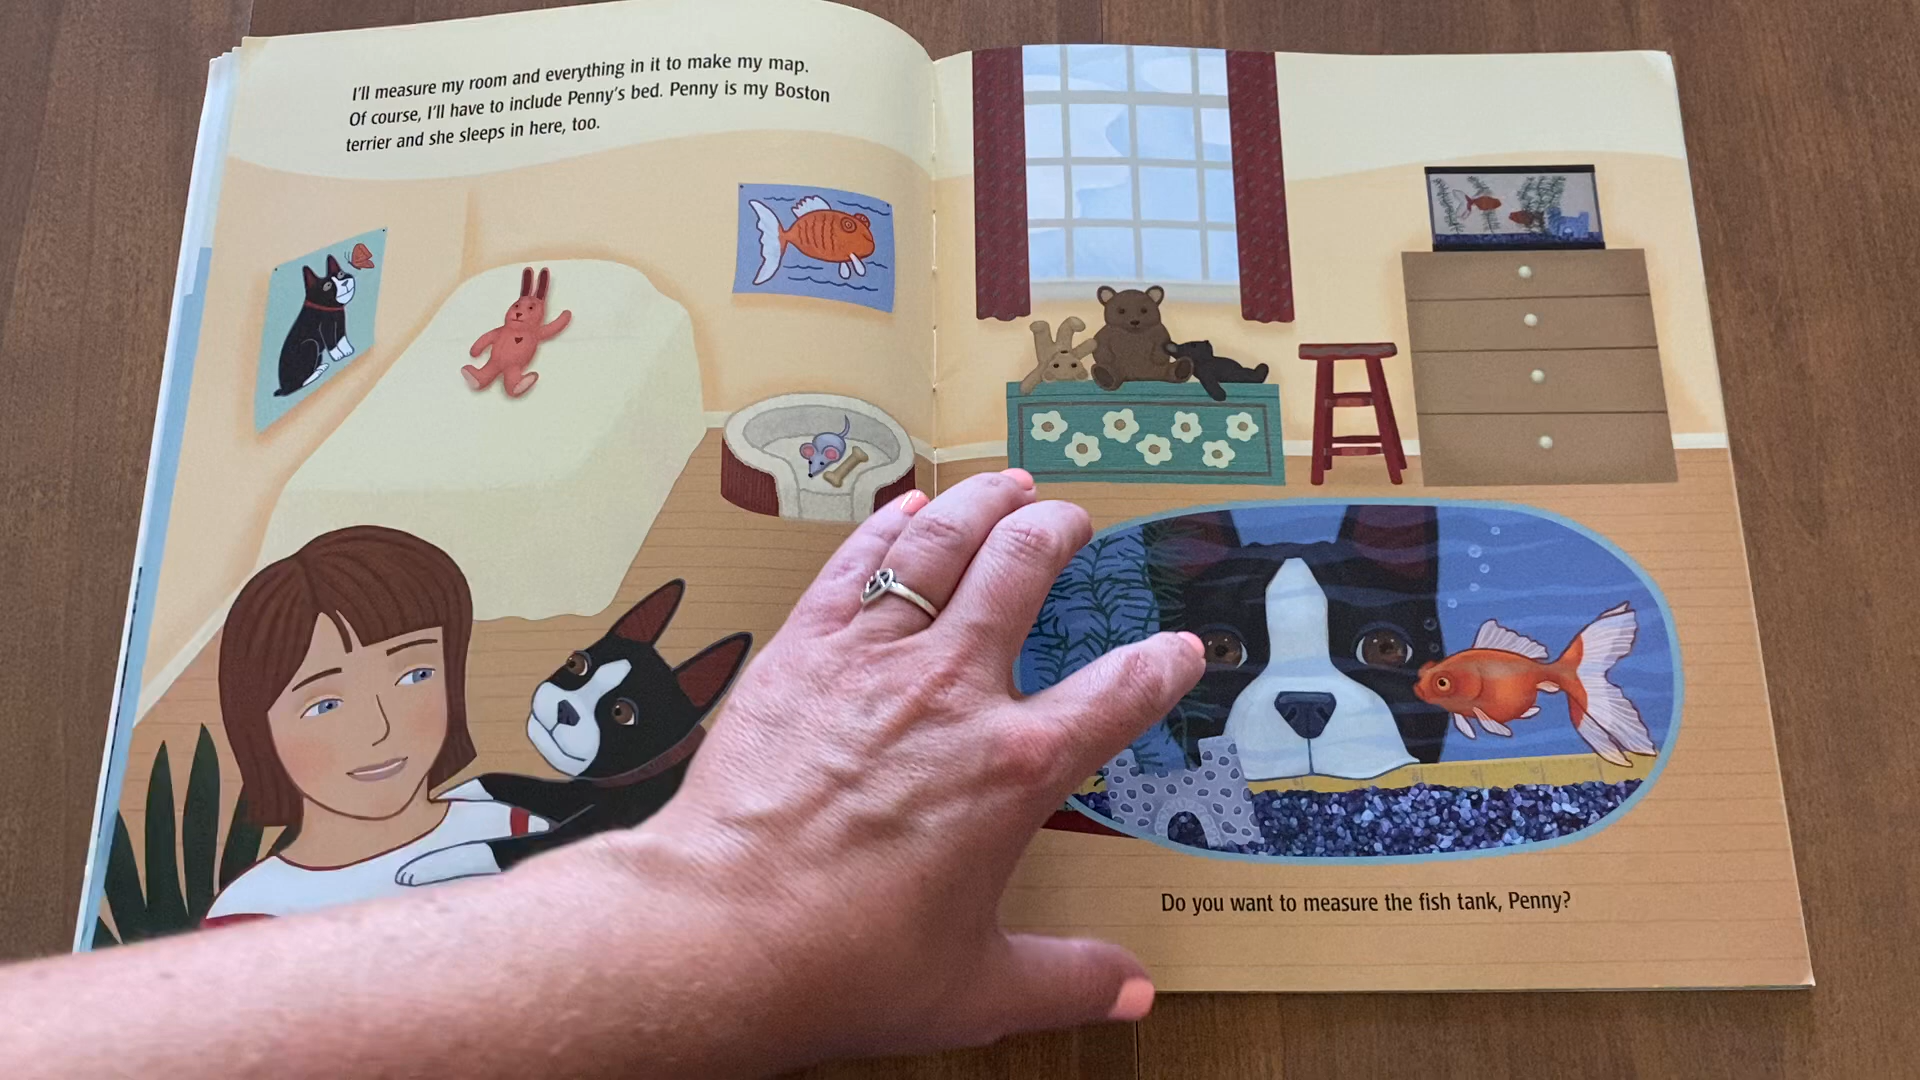 I'll measure my room and everything in it to make my map.
Of course, I'll have to include Penny's bed. Penny is my Boston
terrier and she sleeps in here, too.
Do you want to measure the fish tank, Penny?